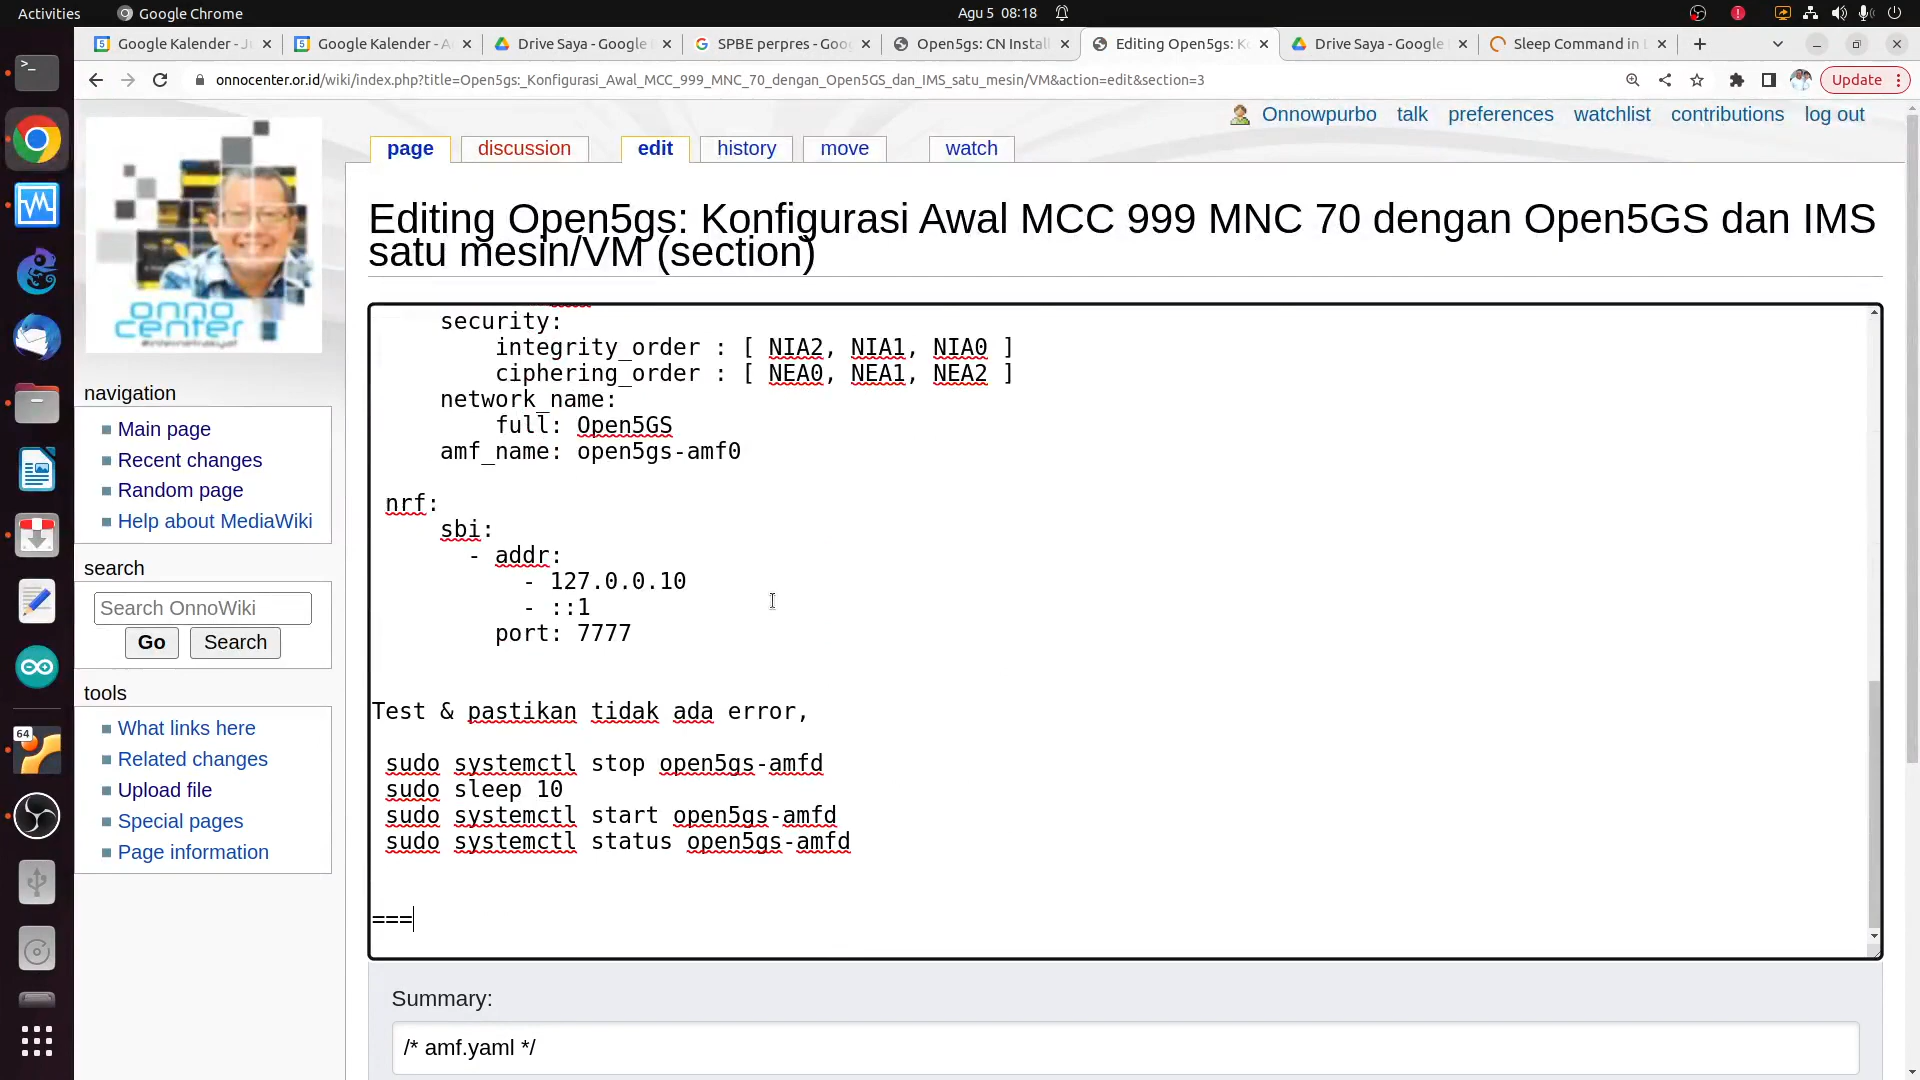 Activities
Google Chrome
Agu 5 08:18
Google Kalender - J
Google Kalender - A
Drive Saya - Google
SPBE perpres - Goo
Open5gs: CN Install
Editing Open5gs: Ko
Drive Saya - Google
Sleep Command in L
onnocenter.or.id/wiki/index.php?title=Open5gs:_Konfigurasi_Awal_MCC_999_MNC_70_dengan_Open5GS_dan_IMS_satu_mesin/VM&action=edit&section=3
Update
Onnowpurbo talk preferences watchlist contributions log out
page discussion edit history move watch
onno
center
Editing Open5gs: Konfigurasi Awal MCC 999 MNC 70 dengan Open5GS dan IMS
satu mesin/VM (section)
navigation
Main page
Recent changes
Random page
Help about MediaWiki
search
Search OnnoWiki
Go Search
tools
What links here
Related changes
Upload file
Special pages
Page information
64
security:
integrity_order : [ NIA2, NIA1, NIA0 ]
ciphering_order : [ NEA0, NEA1, NEA2 ]
network_name:
full: Open5GS
amf_name: open5gs-amf0
nrf:
sbi:
- addr:
- 127.0.0.10
- ::1
port: 7777
Test & pastikan tidak ada error,
sudo systemctl stop open5gs-amfd
sudo sleep 10
sudo systemctl start open5gs-amfd
sudo systemctl status open5gs-amfd
===
Summary:
/* amf.yaml */